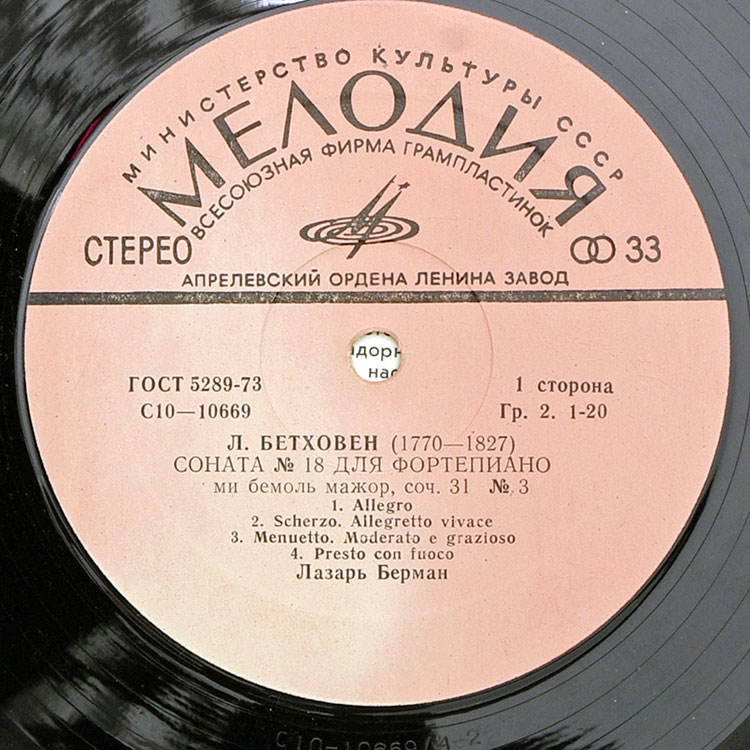 МИНИСТЕРСТВО КУЛЬТУРЫ СССР
МЕЛОДИЯ
ВСЕСОЮЗНАЯ ФИРМА ГРАМПЛАСТИНОК
СТЕРЕО
33
АПРЕЛЕВСКИЙ ОРДЕНА ЛЕНИНА ЗАВОД
ГОСТ 5289-73
1 сторона
С10—10669
Гр. 2. 1-20
Л. БЕТХОВЕН (1770—1827)
СОНАТА № 18 ДЛЯ ФОРТЕПИАНО
ми бемоль мажор, соч. 31 № 3
1. Allegro
2. Scherzo. Allegretto vivace
3. Menuetto. Moderato e grazioso
4. Presto con fuoco
Лазарь Берман